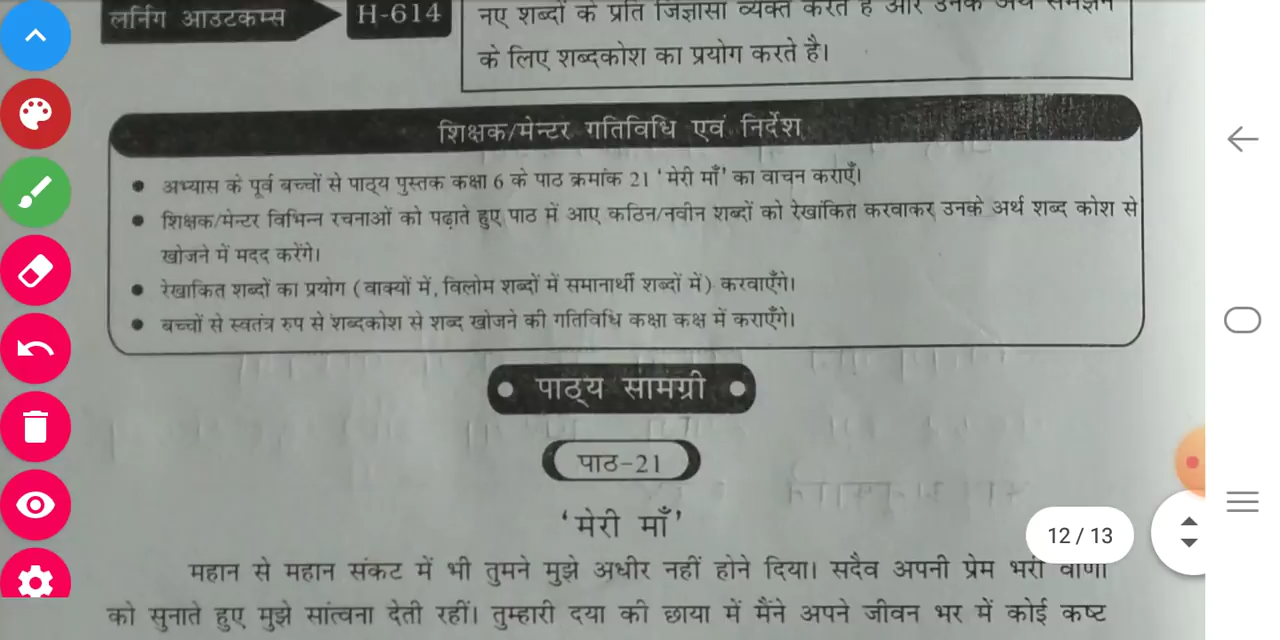 लर्निंग आउटकम्स
H-614
नए शब्दों के प्रति जिज्ञासा व्यक्त करते हैं और उनके अर्थ समझने
के लिए शब्दकोश का प्रयोग करते है।
शिक्षक/मेन्टर गतिविधि एवं निर्देश
• अभ्यास के पूर्व बच्चों से पाठ्य पुस्तक कक्षा 6 के पाठ क्रमांक 21 'मेरी माँ' का वाचन कराएँ।
• शिक्षक/मेन्टर विभिन्न रचनाओं को पढ़ाते हुए पाठ में आए कठिन/नवीन शब्दों को रेखांकित करवाकर उनके अर्थ शब्द कोश से
खोजने में मदद करेंगे।
• रेखाकित शब्दों का प्रयोग (वाक्यों में, विलोम शब्दों में समानार्थी शब्दों में) करवाएँगे।
• बच्चों से स्वतंत्र रुप से शब्दकोश से शब्द खोजने की गतिविधि कक्षा कक्ष में कराएँगे।
• पाठ्य सामग्री •
पाठ-21
'मेरी माँ'
महान से महान संकट में भी तुमने मुझे अधीर नहीं होने दिया। सदैव अपनी प्रेम भरी वाणी
को सुनाते हुए मुझे सांत्वना देती रहीं। तुम्हारी दया की छाया में मैंने अपने जीवन भर में कोई कष्ट
12 / 13